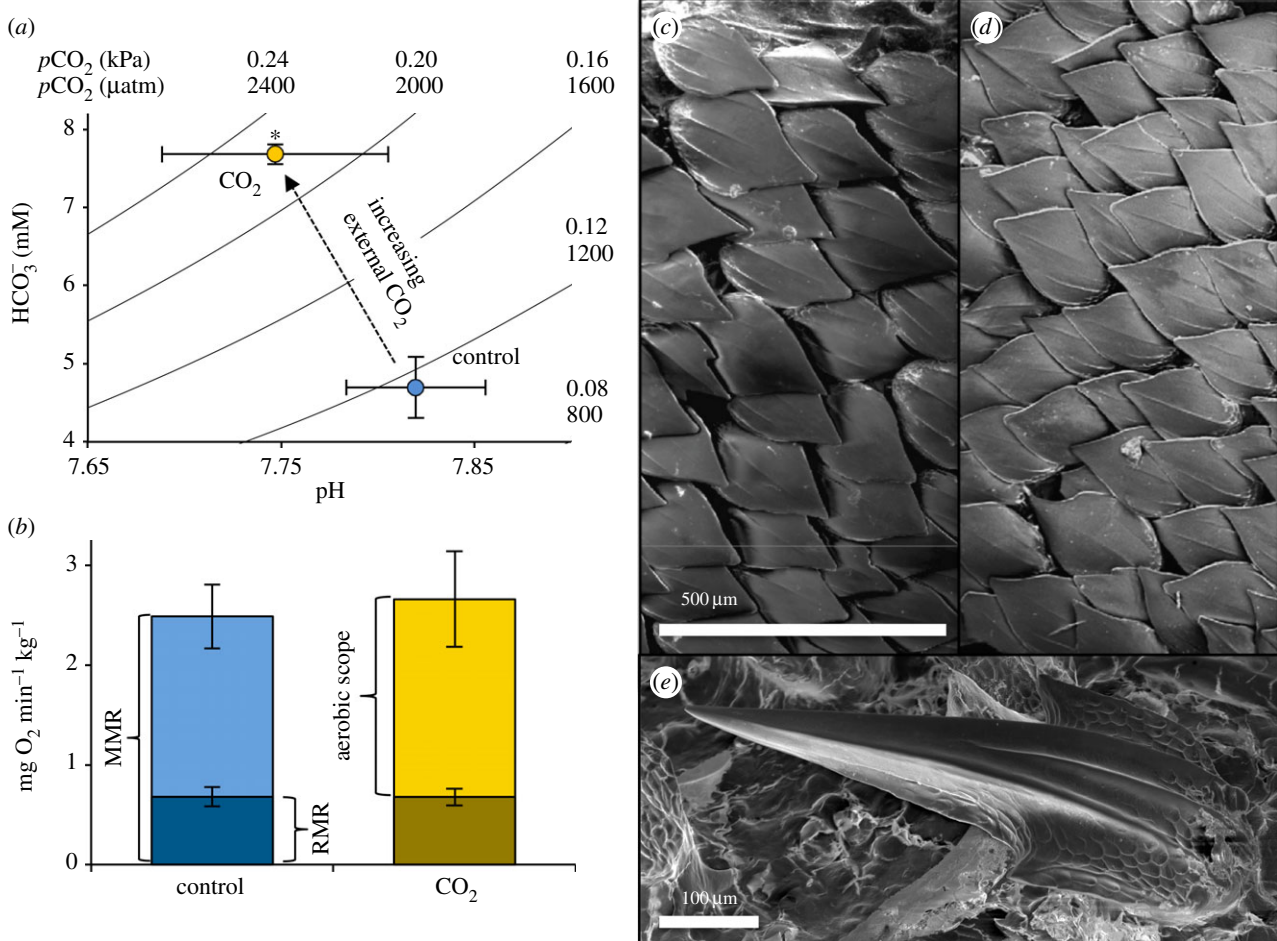 (a)
pCO₂ (kPa) 0.24 0.20 0.16
pCO₂ (µatm) 2400 2000 1600
8
*
CO₂
7
increasing
external CO₂
0.12
1200
HCO₃⁻ (mM)
6
5
control
0.08
800
4
7.65 7.75 7.85
pH
(b)
3
2
1
0
mg O₂ min⁻¹ kg⁻¹
MMR
RMR
aerobic scope
control CO₂
(c)
500 µm
(d)
(e)
100 µm